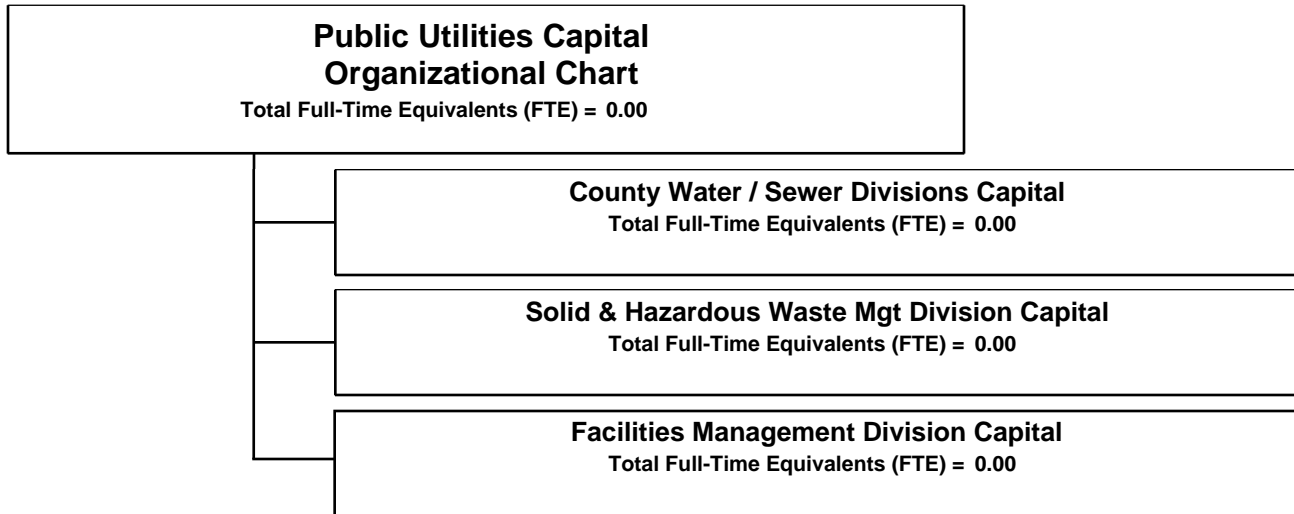 Public Utilities Capital
Organizational Chart
Total Full-Time Equivalents (FTE) = 0.00
County Water / Sewer Divisions Capital
Total Full-Time Equivalents (FTE) = 0.00
Solid & Hazardous Waste Mgt Division Capital
Total Full-Time Equivalents (FTE) = 0.00
Facilities Management Division Capital
Total Full-Time Equivalents (FTE) = 0.00